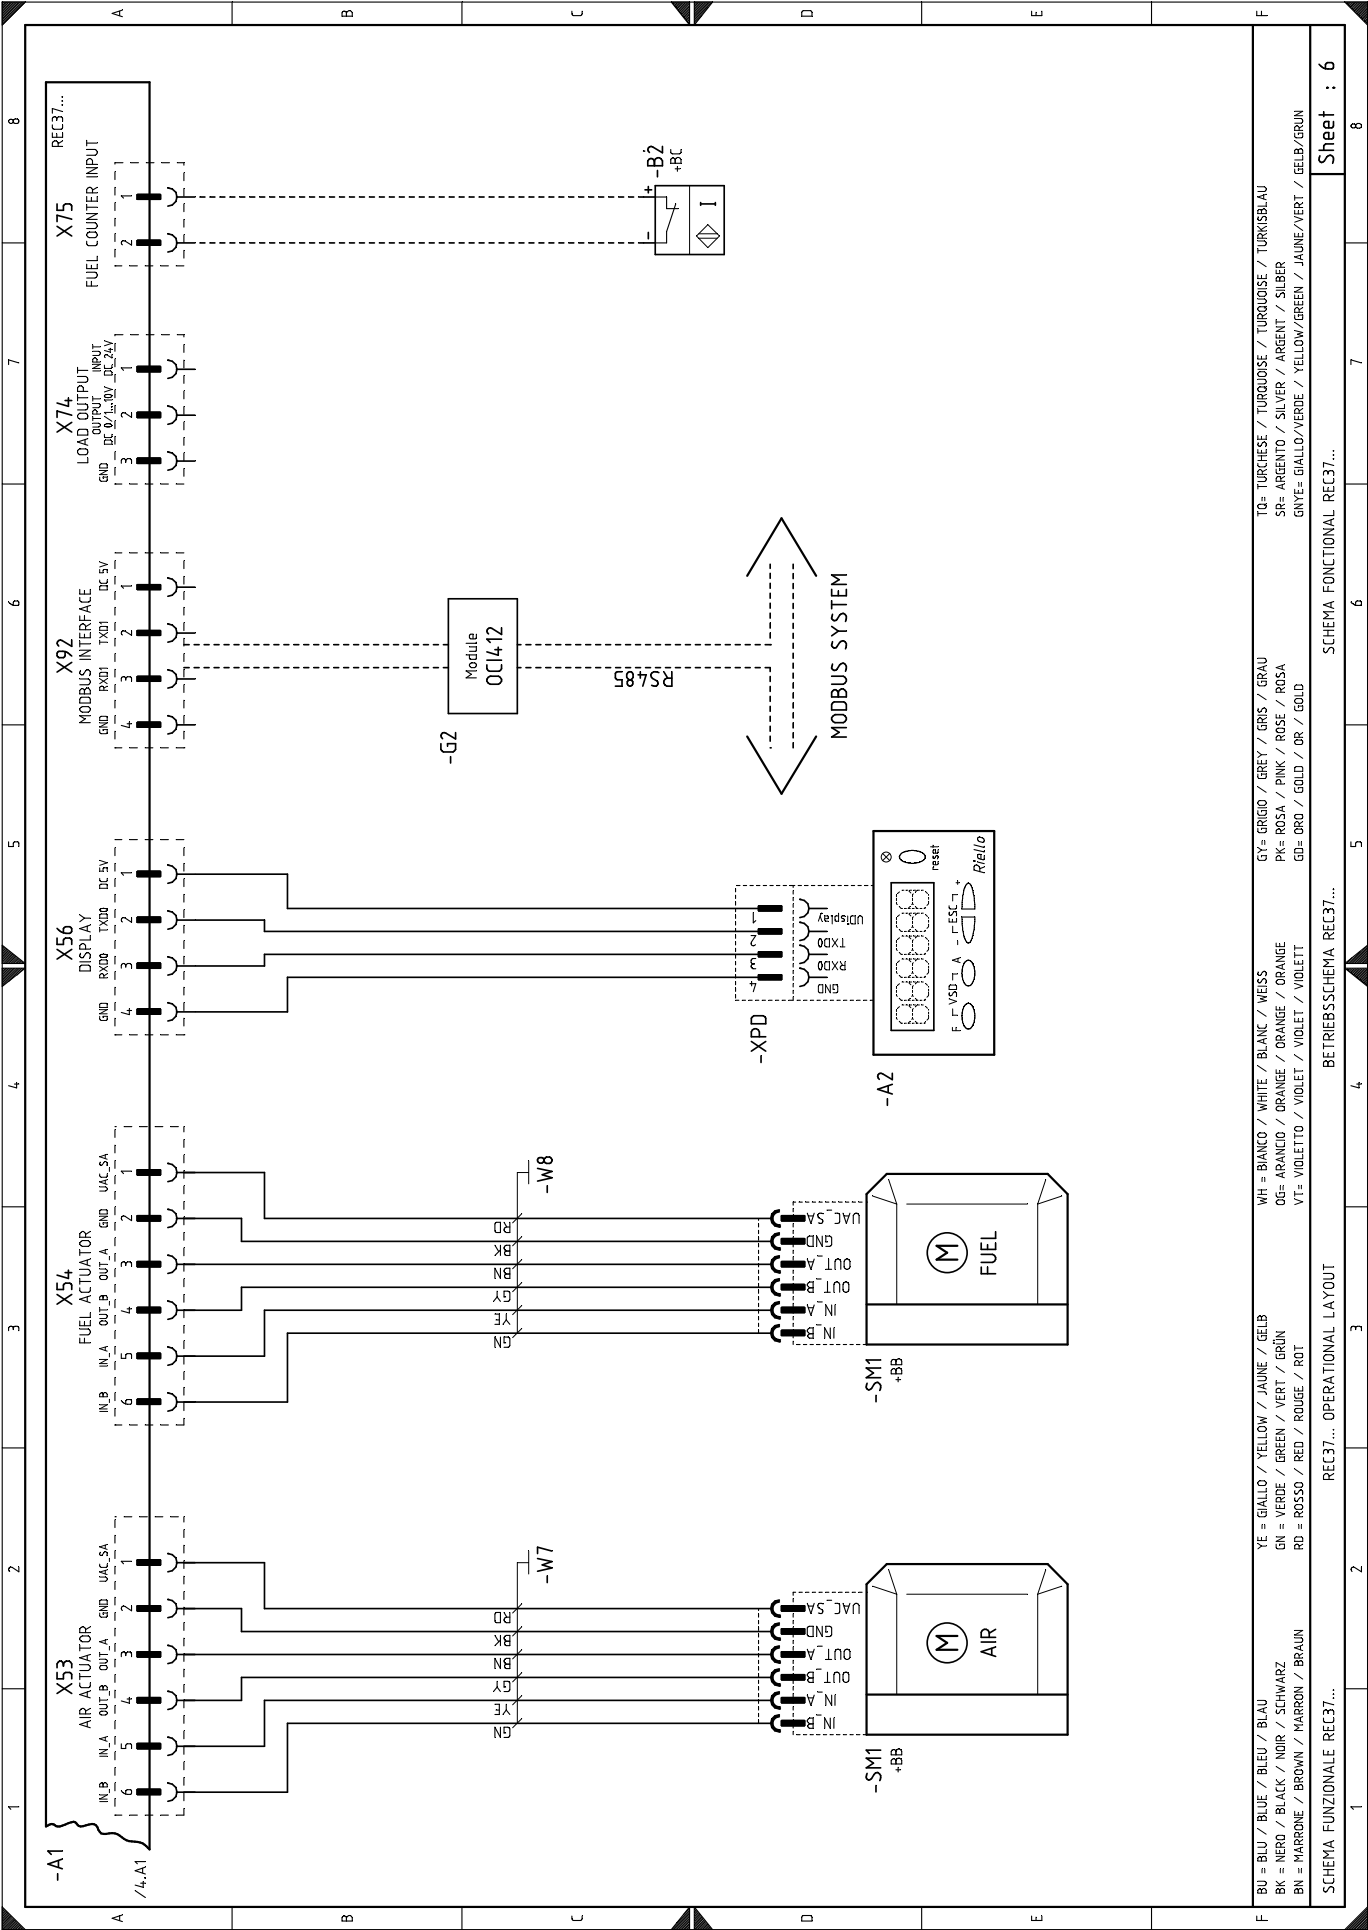 1 2 3 4 5 6 7 8
A B C D E F
-A1
/4.A1
REC37...
X53
AIR ACTUATOR
IN_B IN_A OUT_B OUT_A GND UAC_SA
6 5 4 3 2 1
X54
FUEL ACTUATOR
IN_B IN_A OUT_B OUT_A GND UAC_SA
6 5 4 3 2 1
X56
DISPLAY
GND RXD0 TXD0 DC 5V
4 3 2 1
X92
MODBUS INTERFACE
GND RXD1 TXD1 DC 5V
4 3 2 1
X74
LOAD OUTPUT
OUTPUT INPUT
GND DC 0/1...10V DC 24V
3 2 1
X75
FUEL COUNTER INPUT
2 1
GN YE GY BN BK RD
-W7
GN YE GY BN BK RD
-W8
-G2
Module
OCI412
RS485
MODBUS SYSTEM
- +
-B2
+BC
I
-XPD
4 3 2 1
GND RXD0 TXD0 UDisplay
-A2
F VSD A - ESC +
reset
Riello
IN_B IN_A OUT_B OUT_A GND UAC_SA
-SM1
+BB
M
AIR
IN_B IN_A OUT_B OUT_A GND UAC_SA
-SM1
+BB
M
FUEL
BU = BLU / BLUE / BLEU / BLAU
BK = NERO / BLACK / NOIR / SCHWARZ
BN = MARRONE / BROWN / MARRON / BRAUN
YE = GIALLO / YELLOW / JAUNE / GELB
GN = VERDE / GREEN / VERT / GRÜN
RD = ROSSO / RED / ROUGE / ROT
WH = BIANCO / WHITE / BLANC / WEISS
OG= ARANCIO / ORANGE / ORANGE / ORANGE
VT= VIOLETTO / VIOLET / VIOLET / VIOLETT
GY= GRIGIO / GREY / GRIS / GRAU
PK= ROSA / PINK / ROSE / ROSA
GD= ORO / GOLD / OR / GOLD
TQ= TURCHESE / TURQUOISE / TURQUOISE / TURKISBLAU
SR= ARGENTO / SILVER / ARGENT / SILBER
GNYE= GIALLO/VERDE / YELLOW/GREEN / JAUNE/VERT / GELB/GRUN
SCHEMA FUNZIONALE REC37... REC37... OPERATIONAL LAYOUT BETRIEBSSCHEMA REC37... SCHEMA FONCTIONAL REC37...
Sheet : 6
1 2 3 4 5 6 7 8
A B C D E F